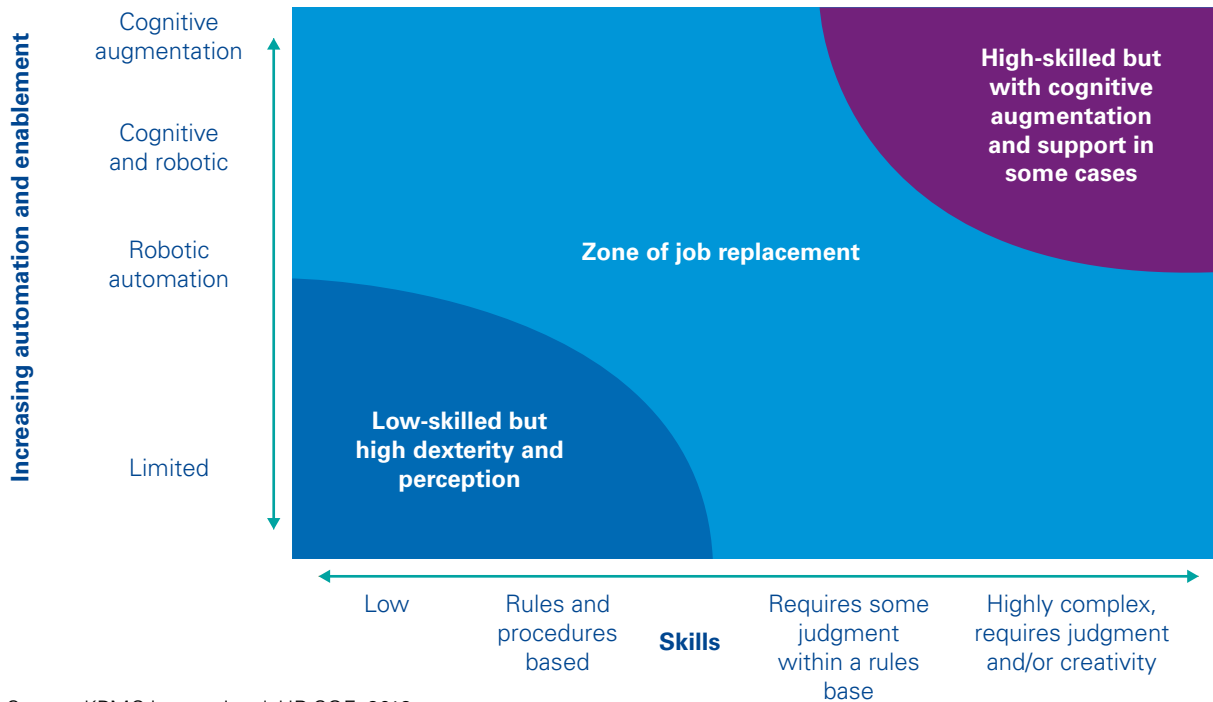 Increasing automation and enablement
Cognitive
augmentation
Cognitive
and robotic
Robotic
automation
Limited
High-skilled but
with cognitive
augmentation
and support in
some cases
Zone of job replacement
Low-skilled but
high dexterity and
perception
Low
Rules and
procedures
based
Skills
Requires some
judgment
within a rules
base
Highly complex,
requires judgment
and/or creativity